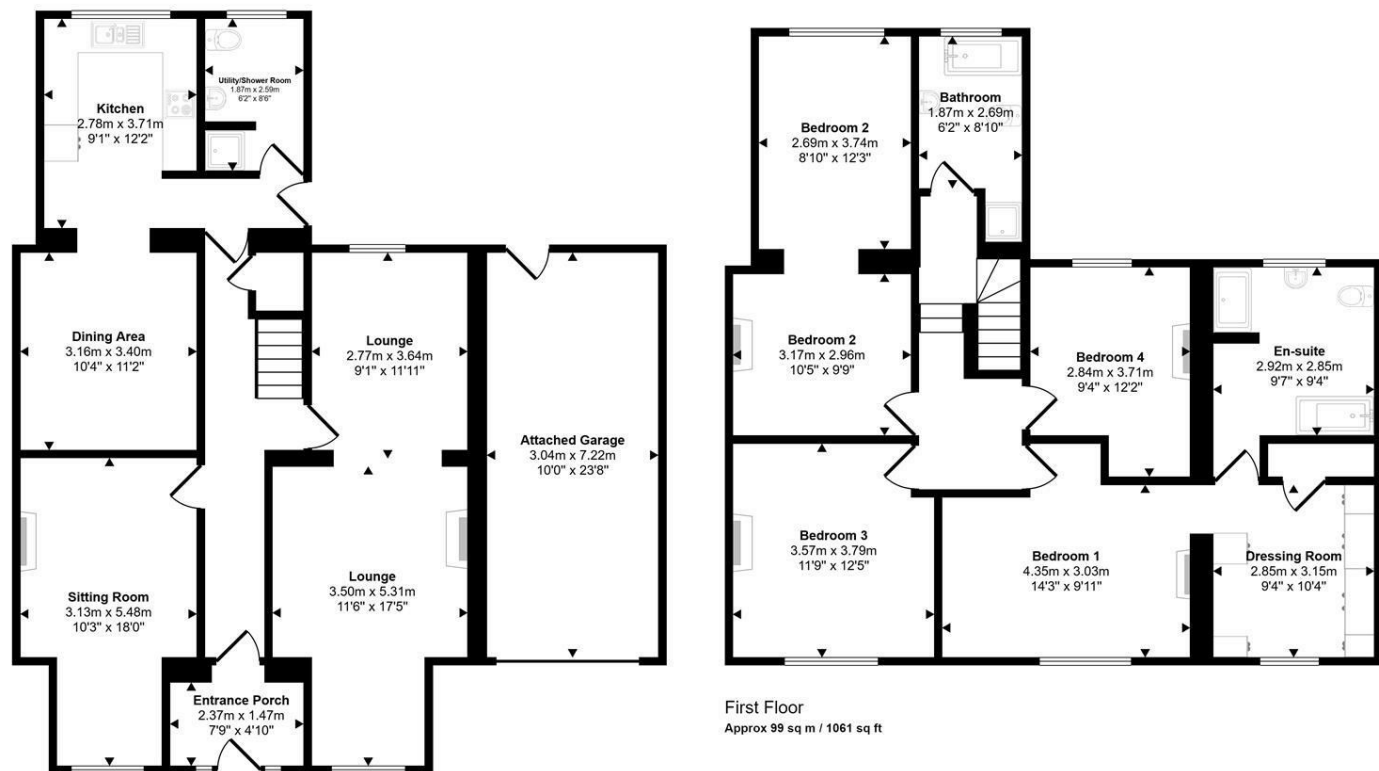 Kitchen
2.78m x 3.71m
9'1" x 12'2"
Utility/Shower Room
1.87m x 2.59m
6'2" x 8'6"
Dining Area
3.16m x 3.40m
10'4" x 11'2"
Lounge
2.77m x 3.64m
9'1" x 11'11"
Attached Garage
3.04m x 7.22m
10'0" x 23'8"
Sitting Room
3.13m x 5.48m
10'3" x 18'0"
Lounge
3.50m x 5.31m
11'6" x 17'5"
Entrance Porch
2.37m x 1.47m
7'9" x 4'10"
Bedroom 2
2.69m x 3.74m
8'10" x 12'3"
Bathroom
1.87m x 2.69m
6'2" x 8'10"
Bedroom 2
3.17m x 2.96m
10'5" x 9'9"
Bedroom 4
2.84m x 3.71m
9'4" x 12'2"
En-suite
2.92m x 2.85m
9'7" x 9'4"
Bedroom 3
3.57m x 3.79m
11'9" x 12'5"
Bedroom 1
4.35m x 3.03m
14'3" x 9'11"
Dressing Room
2.85m x 3.15m
9'4" x 10'4"
First Floor
Approx 99 sq m / 1061 sq ft